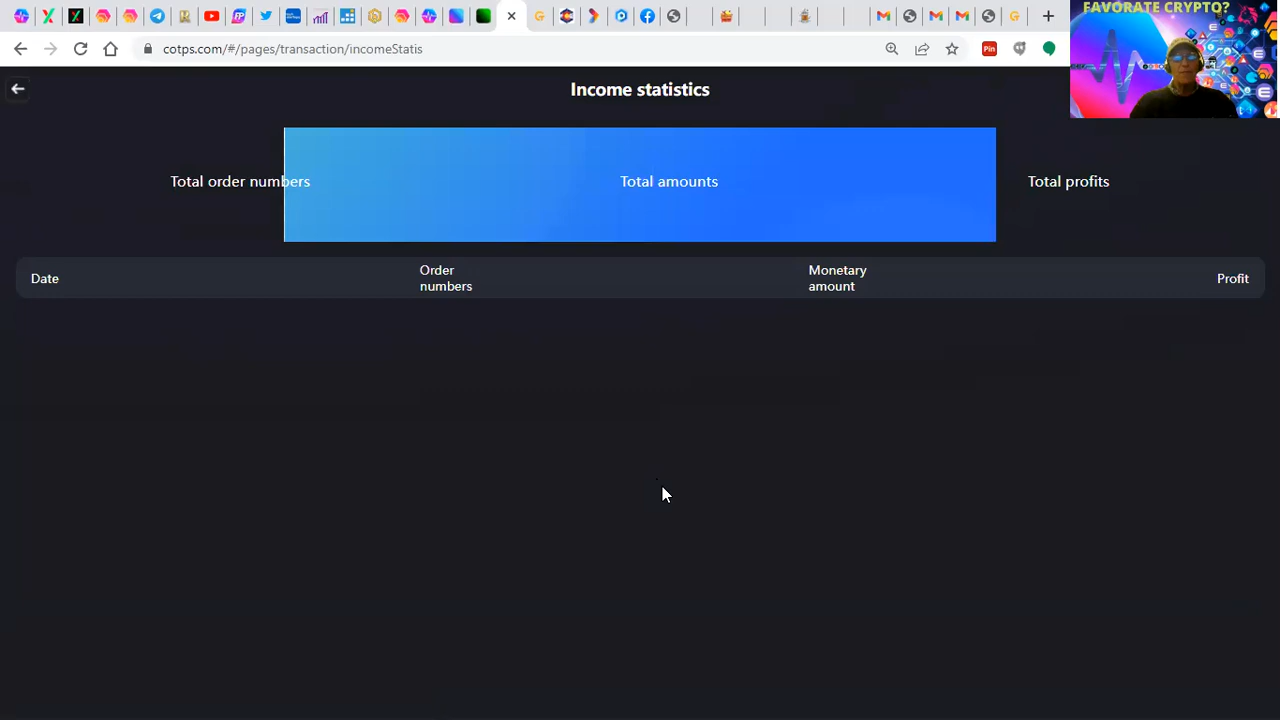 FAVORATE CRYPTO?
cotps.com/#/pages/transaction/incomeStatis
Pin
Income statistics
Total order numbers
Total amounts
Total profits
Date
Order
numbers
Monetary
amount
Profit